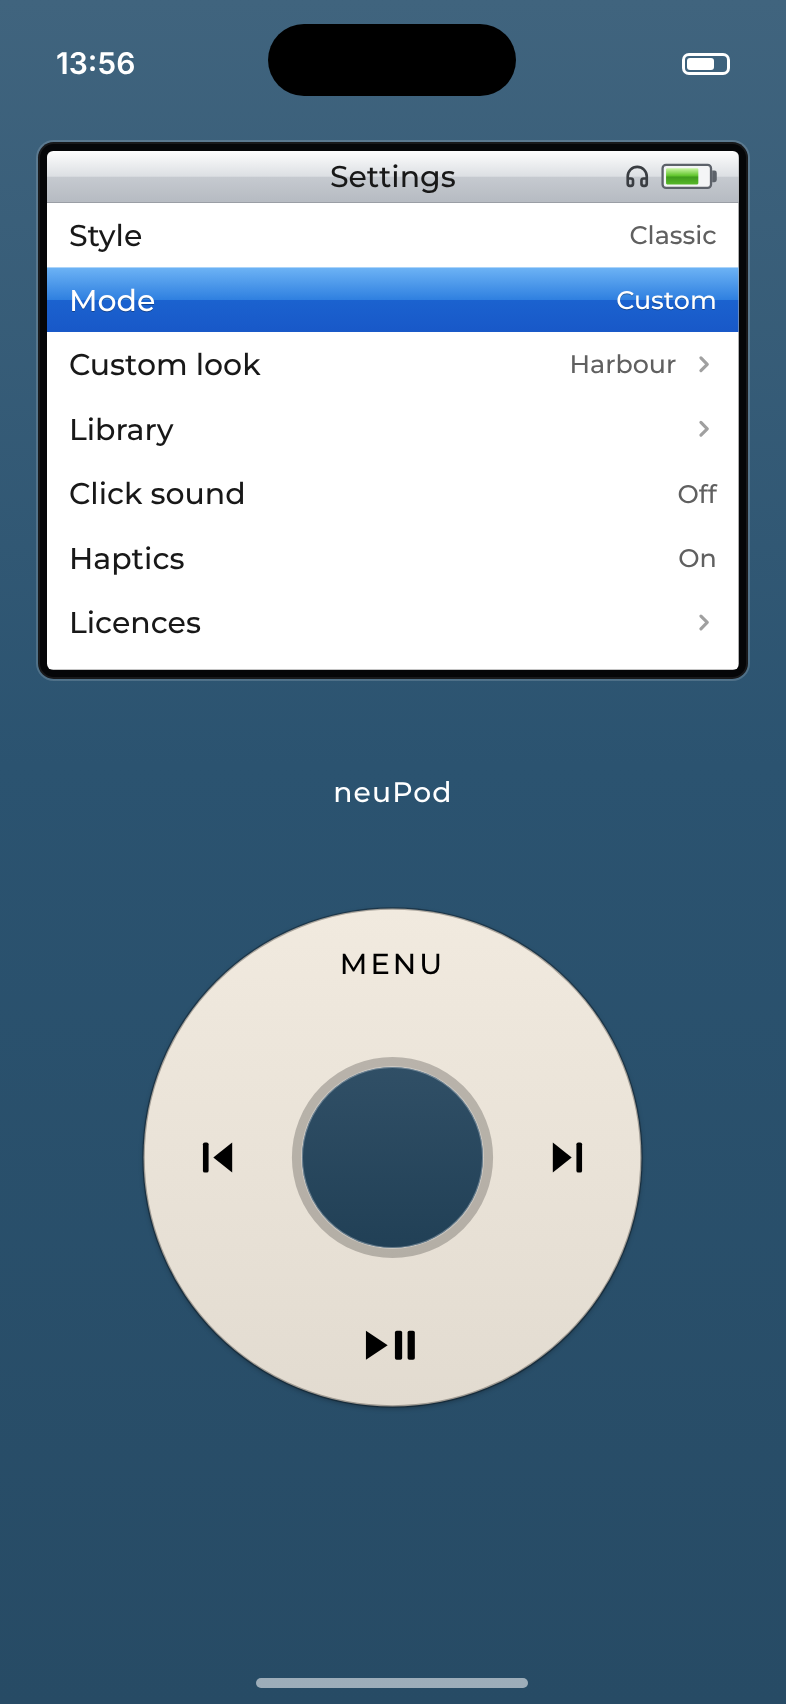 13:56
Settings
Style Classic
Mode Custom
Custom look Harbour
Library
Click sound Off
Haptics On
Licences
neuPod
MENU